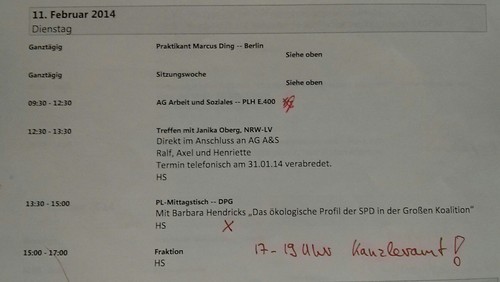 11. Februar 2014
Dienstag
Ganztägig Praktikant Marcus Ding -- Berlin
Siehe oben
Ganztägig Sitzungswoche
Siehe oben
09:30 - 12:30 AG Arbeit und Soziales -- PLH E.400
12:30 - 13:30 Treffen mit Janika Oberg, NRW-LV
Direkt im Anschluss an AG A&S
Ralf, Axel und Henriette
Termin telefonisch am 31.01.14 verabredet.
HS
13:30 - 15:00 PL-Mittagstisch -- DPG
Mit Barbara Hendricks „Das ökologische Profil der SPD in der Großen Koalition"
HS X
15:00 - 17:00 Fraktion 17-19 Uhr Kanzleramt!
HS